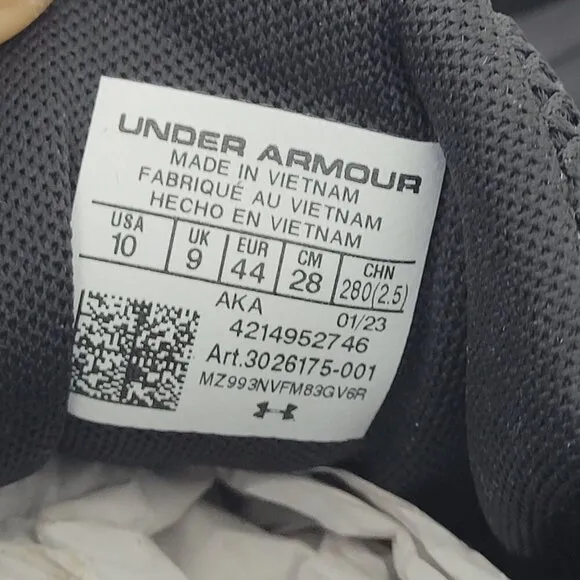 UNDER ARMOUR
MADE IN VIETNAM
FABRIQUÉ AU VIETNAM
HECHO EN VIETNAM
USA UK EUR CM CHN
10 9 44 28 280(2.5)
AKA 01/23
4214952746
Art.3026175-001
MZ993NVFM83GV6R